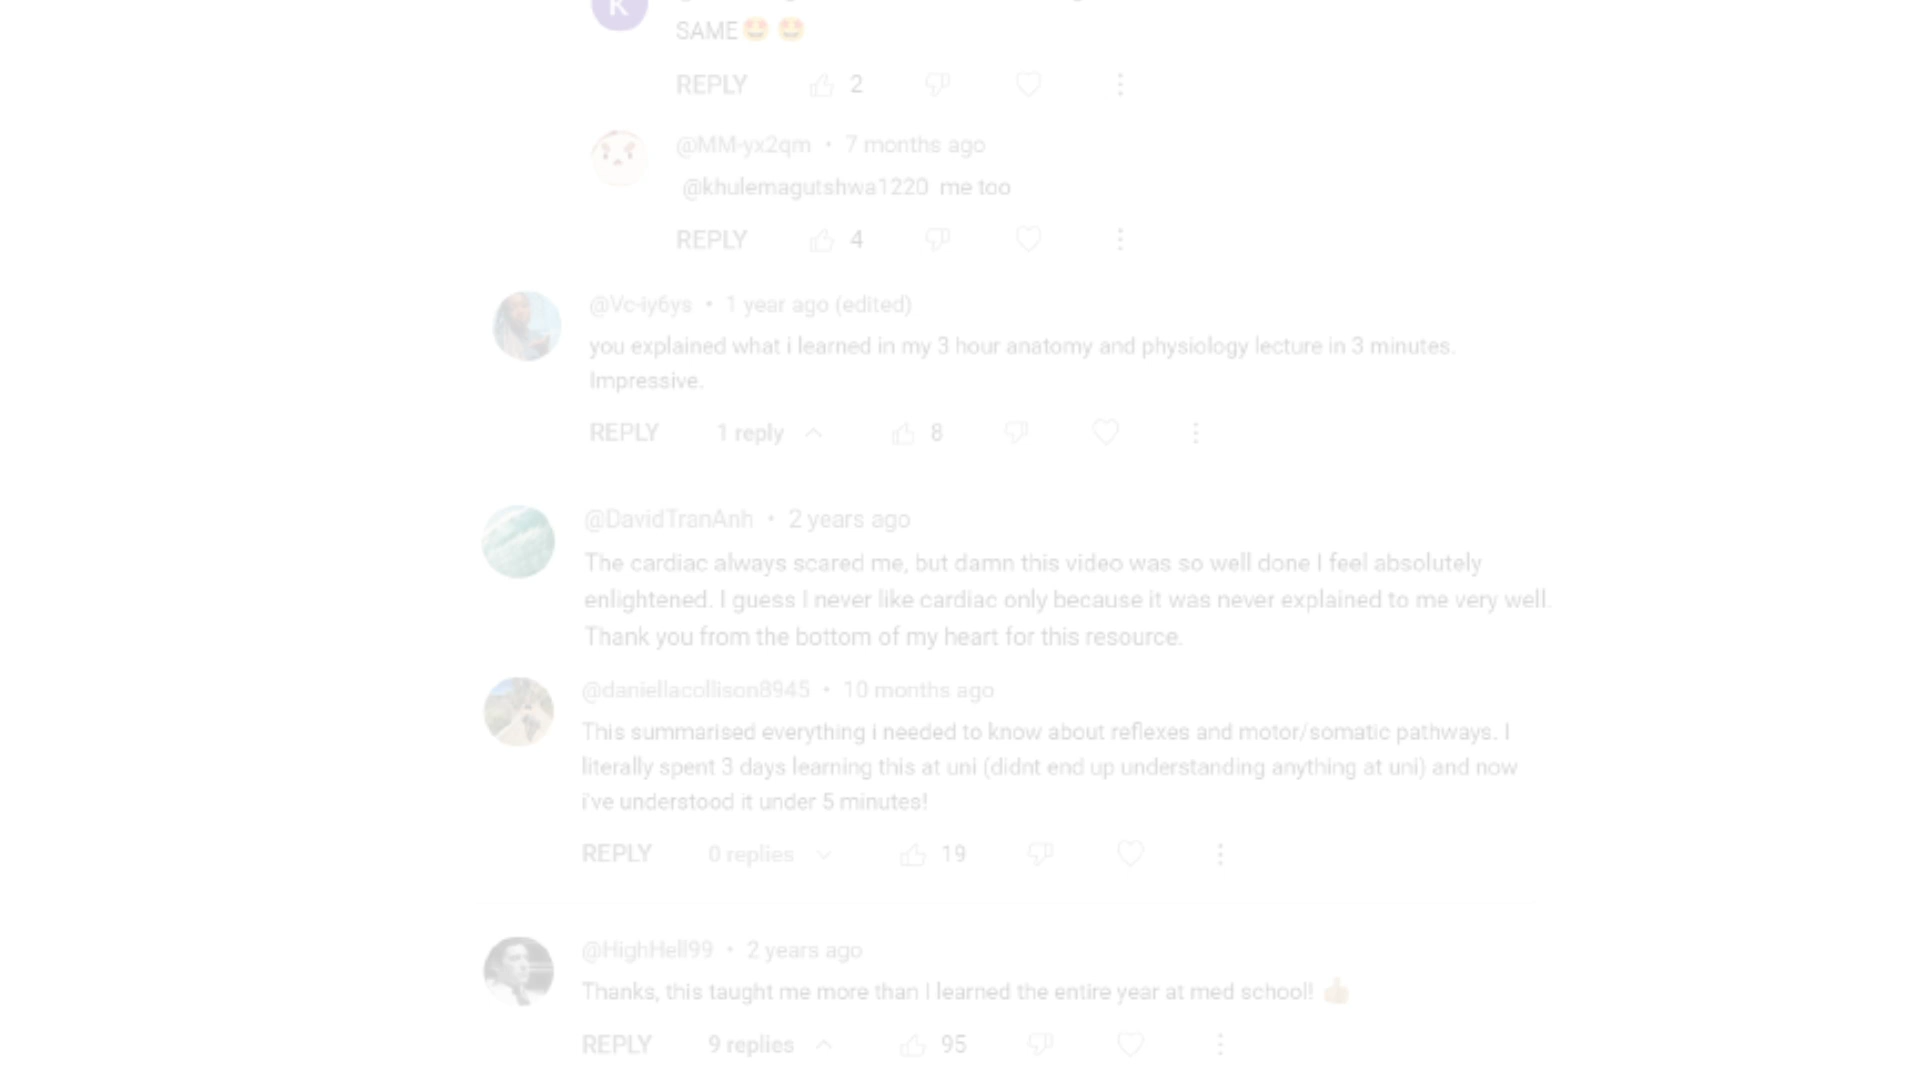 K
SAME
REPLY 2
@MM-yx2qm • 7 months ago
@khulemagutshwa1220 me too
REPLY 4
@Vc-iy6ys • 1 year ago (edited)
you explained what i learned in my 3 hour anatomy and physiology lecture in 3 minutes.
Impressive.
REPLY 1 reply 8
@DavidTranAnh • 2 years ago
The cardiac always scared me, but damn this video was so well done I feel absolutely
enlightened. I guess I never like cardiac only because it was never explained to me very well.
Thank you from the bottom of my heart for this resource.
@daniellacollison8945 • 10 months ago
This summarised everything i needed to know about reflexes and motor/somatic pathways. I
literally spent 3 days learning this at uni (didnt end up understanding anything at uni) and now
i've understood it under 5 minutes!
REPLY 0 replies 19
@HighHell99 • 2 years ago
Thanks, this taught me more than I learned the entire year at med school!
REPLY 9 replies 95